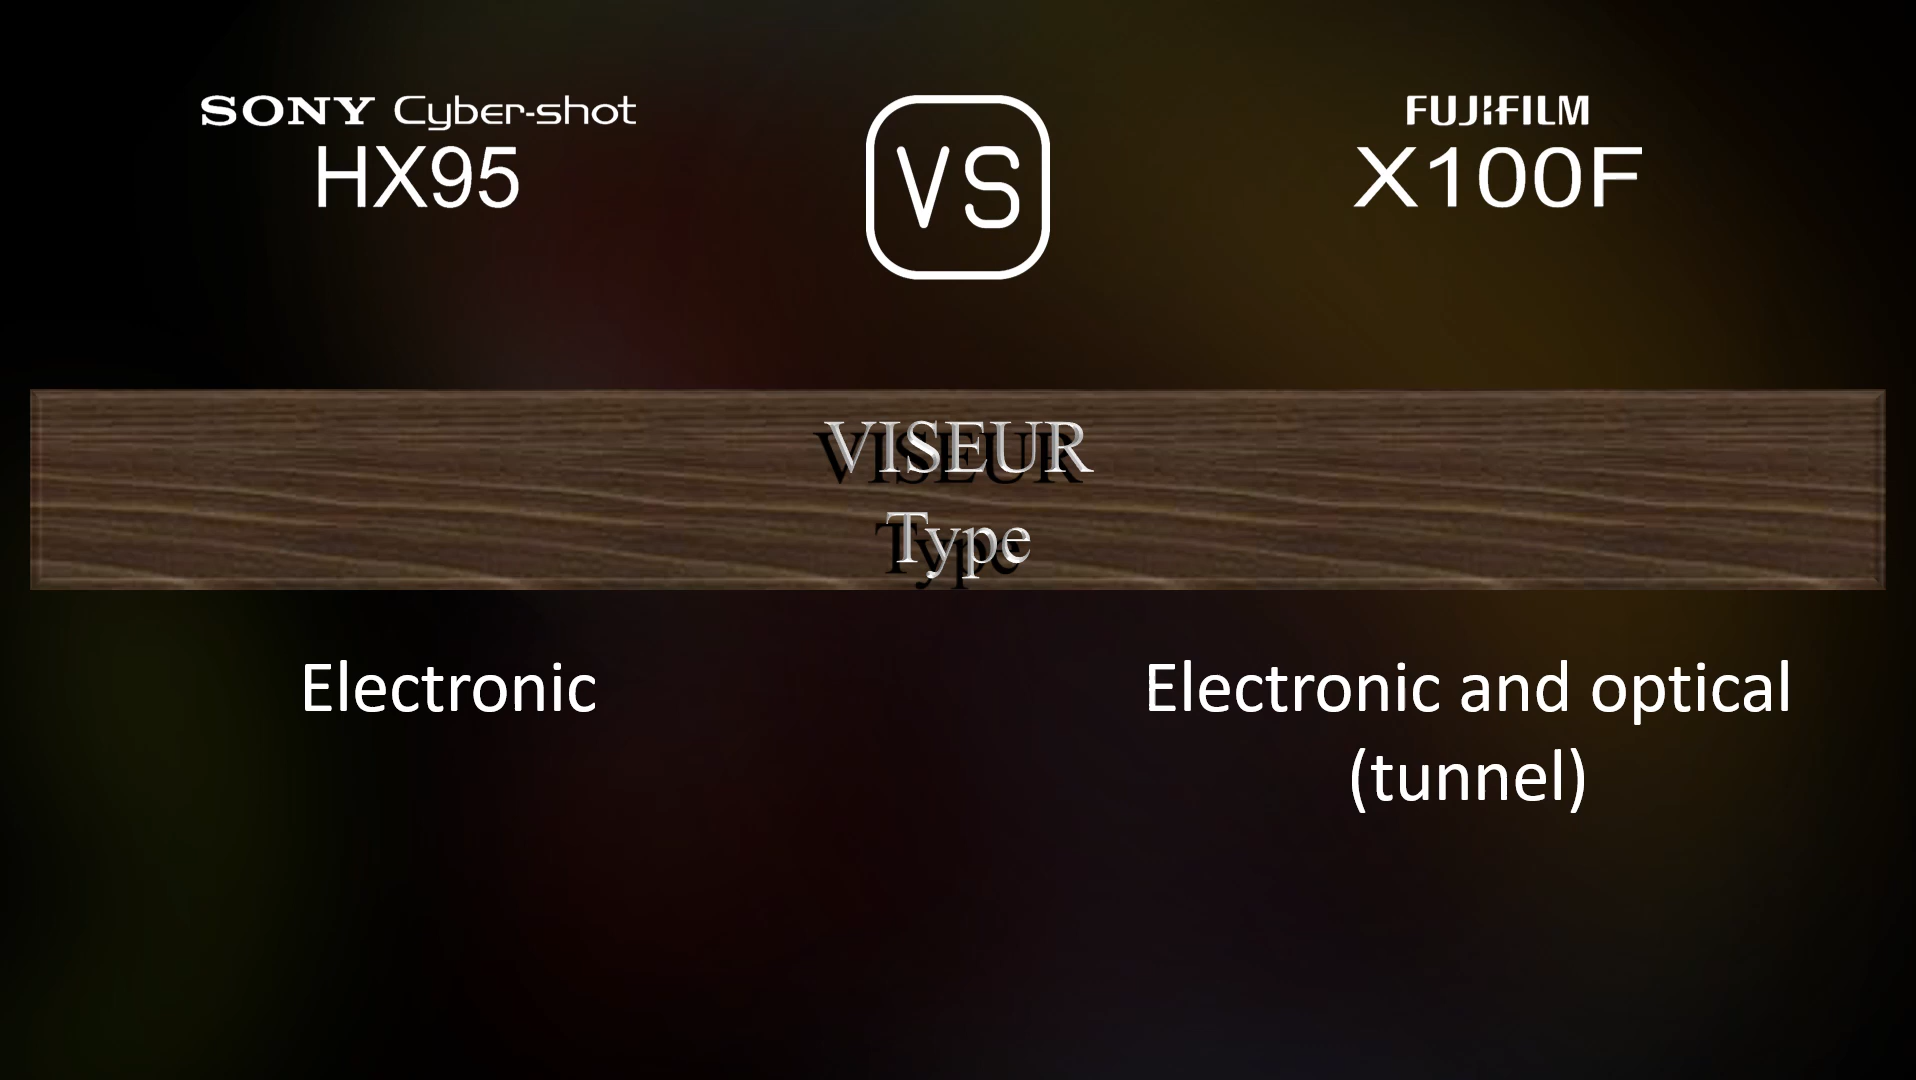 SONY Cyber-shot
HX95
VS
FUJIFILM
X100F
VISEUR
Type
Electronic
Electronic and optical
(tunnel)